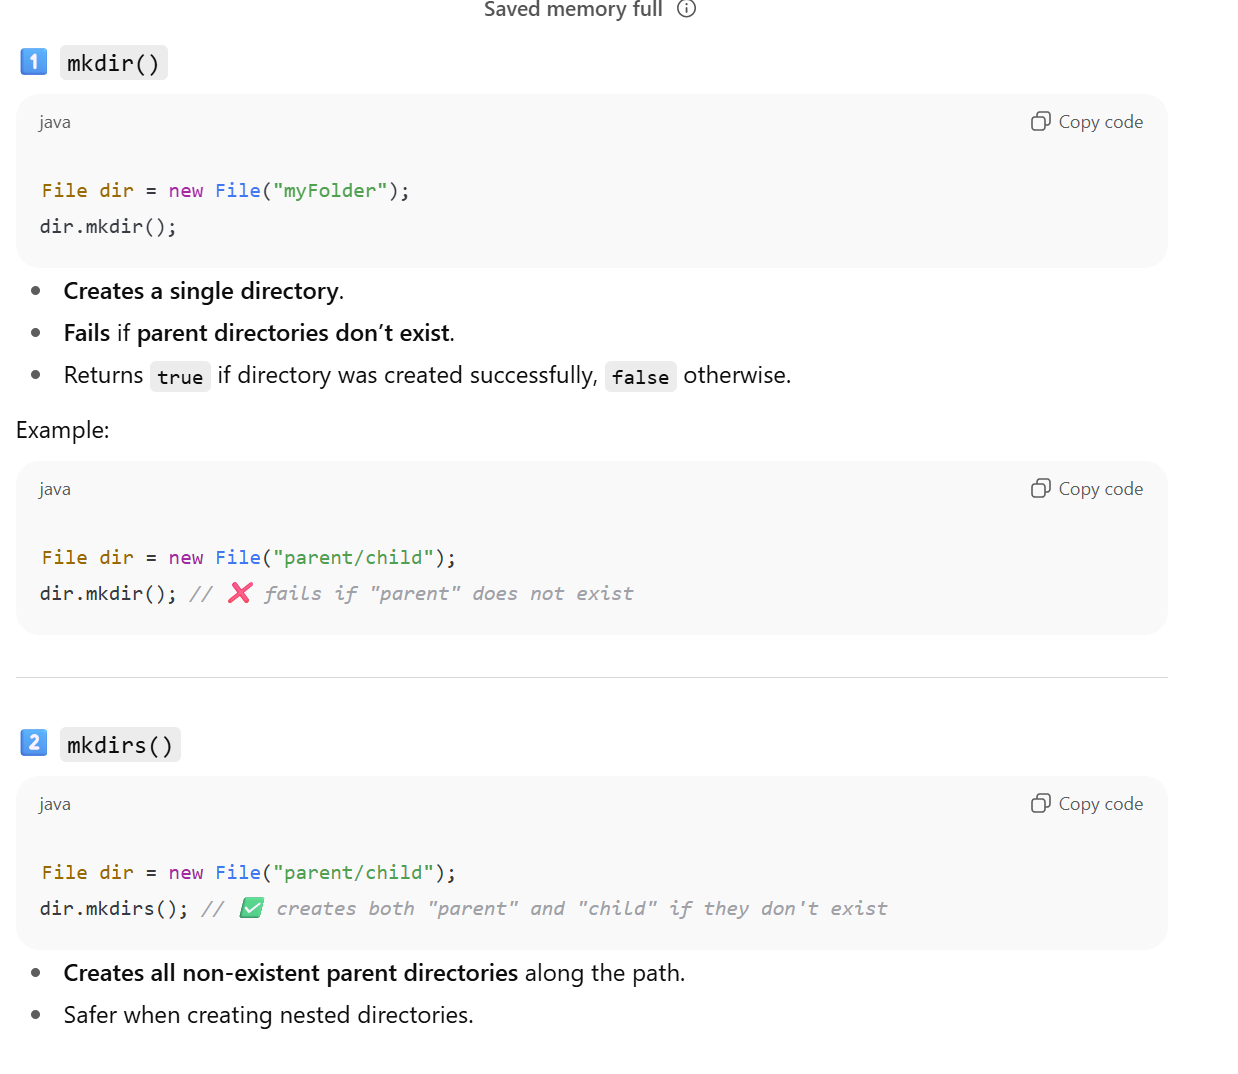 Saved memory full
1 mkdir()
java
Copy code
File dir = new File("myFolder");
dir.mkdir();
Creates a single directory.
Fails if parent directories don’t exist.
Returns true if directory was created successfully, false otherwise.
Example:
java
Copy code
File dir = new File("parent/child");
dir.mkdir(); // ❌ fails if "parent" does not exist
2 mkdirs()
java
Copy code
File dir = new File("parent/child");
dir.mkdirs(); // ✅ creates both "parent" and "child" if they don't exist
Creates all non-existent parent directories along the path.
Safer when creating nested directories.